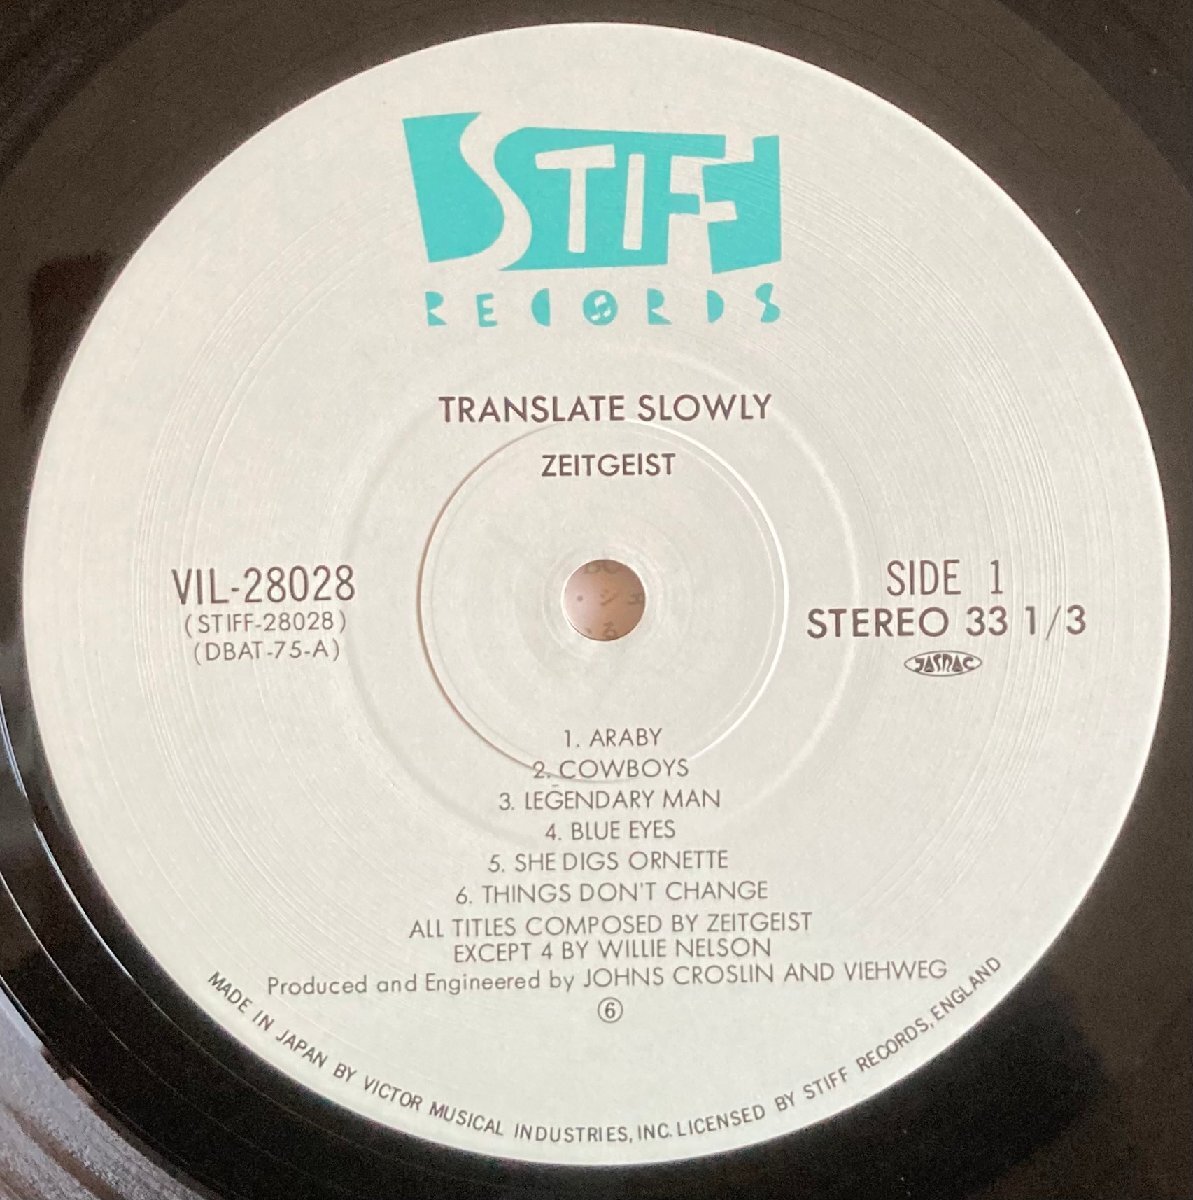 STIFF
RECORDS
TRANSLATE SLOWLY
ZEITGEIST
VIL-28028
(STIFF-28028)
(DBAT-75-A)
SIDE 1
STEREO 33 1/3
JASRAC
1. ARABY
2. COWBOYS
3. LEGENDARY MAN
4. BLUE EYES
5. SHE DIGS ORNETTE
6. THINGS DON'T CHANGE
ALL TITLES COMPOSED BY ZEITGEIST
EXCEPT 4 BY WILLIE NELSON
Produced and Engineered by JOHNS CROSLIN AND VIEHWEG
⑥
MADE IN JAPAN BY VICTOR MUSICAL INDUSTRIES, INC. LICENSED BY STIFF RECORDS, ENGLAND